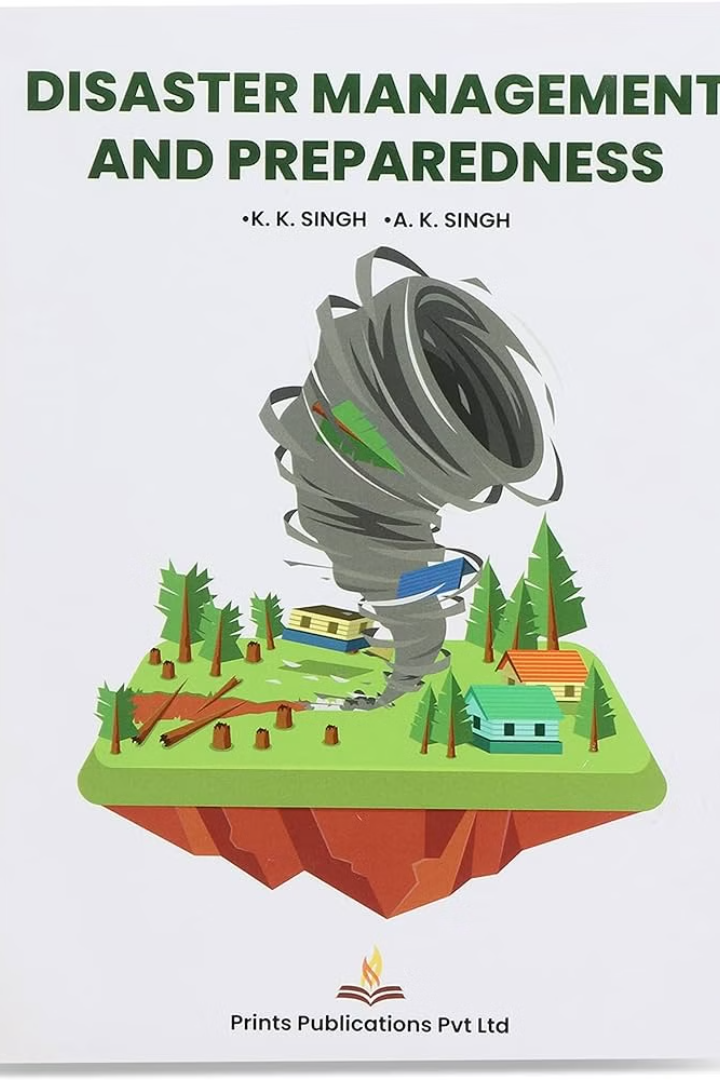 DISASTER MANAGEMENT
AND PREPAREDNESS
•K. K. SINGH •A. K. SINGH
Prints Publications Pvt Ltd